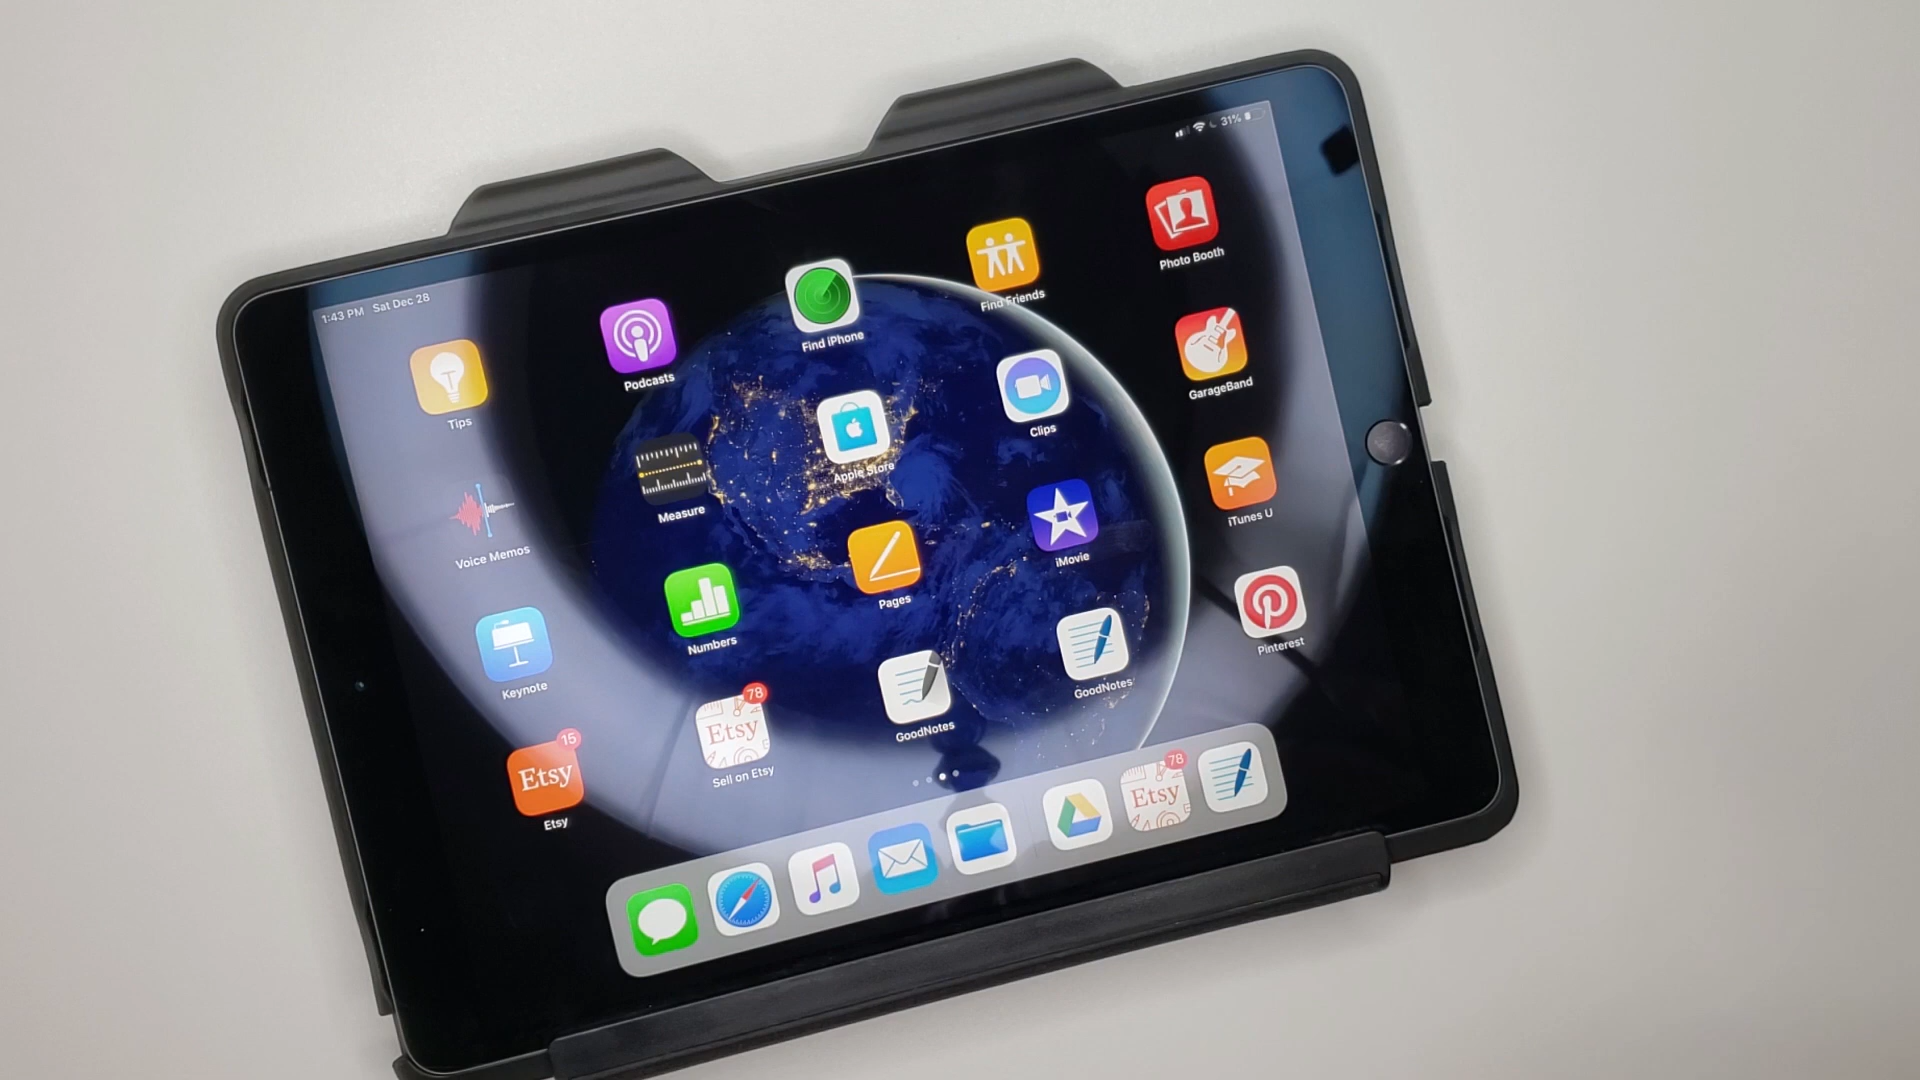 1:43 PM Sat Dec 28
31%
Tips
Podcasts
Find iPhone
Find Friends
Photo Booth
Voice Memos
Measure
Apple Store
Clips
GarageBand
Keynote
Numbers
Pages
iMovie
iTunes U
Etsy
15
Etsy
Etsy
78
Sell on Etsy
GoodNotes
GoodNotes
Pinterest
Etsy
78